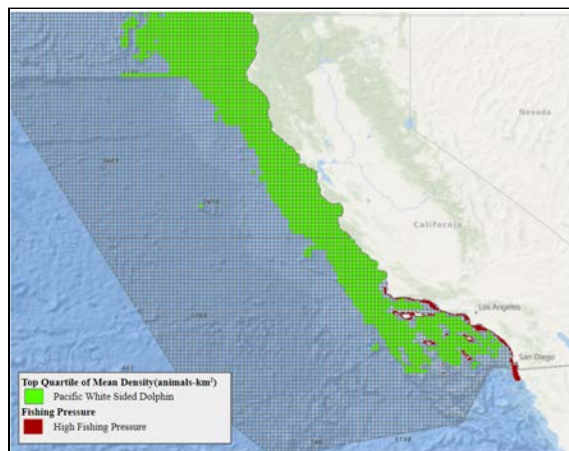 Nevada
California
Los Angeles
San Diego
Top Quartile of Mean Density(animals-km²)
Pacific White Sided Dolphin
Fishing Pressure
High Fishing Pressure